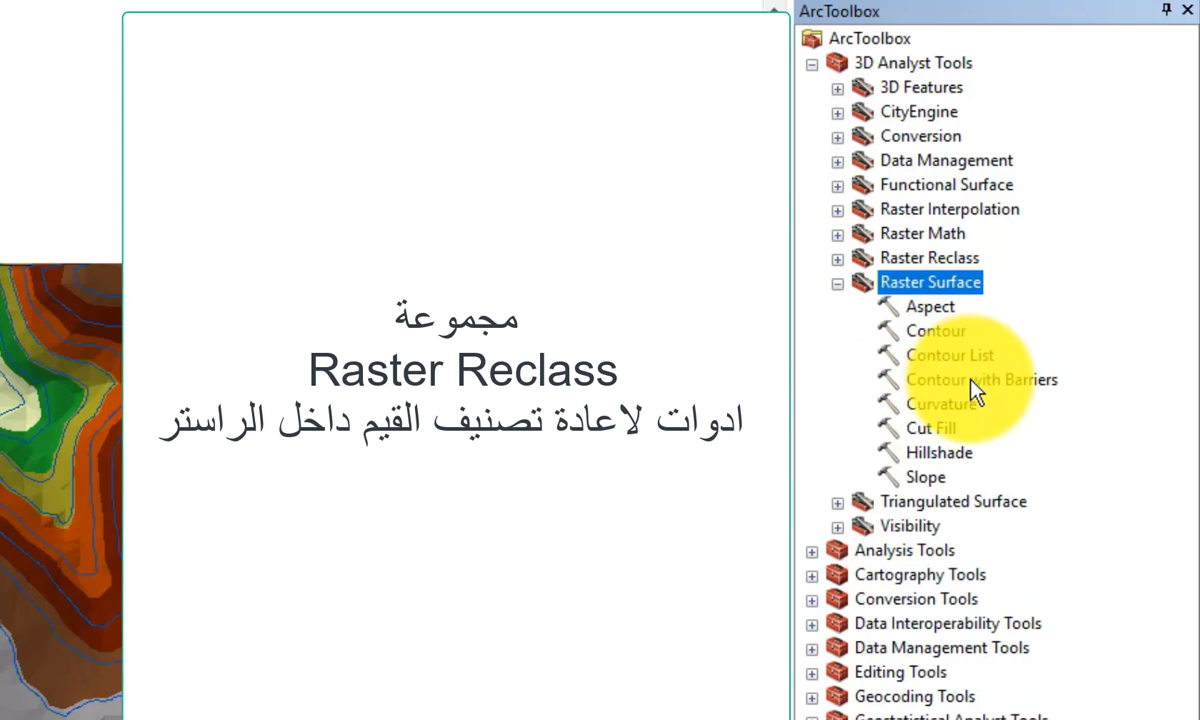 ArcToolbox
ArcToolbox
3D Analyst Tools
3D Features
CityEngine
Conversion
Data Management
Functional Surface
Raster Interpolation
Raster Math
Raster Reclass
Raster Surface
Aspect
Contour
Contour List
Contour with Barriers
Curvature
Cut Fill
Hillshade
Slope
Triangulated Surface
Visibility
Analysis Tools
Cartography Tools
Conversion Tools
Data Interoperability Tools
Data Management Tools
Editing Tools
Geocoding Tools
Geostatistical Analyst Tools
مجموعة
Raster Reclass
ادوات لاعادة تصنيف القيم داخل الراستر